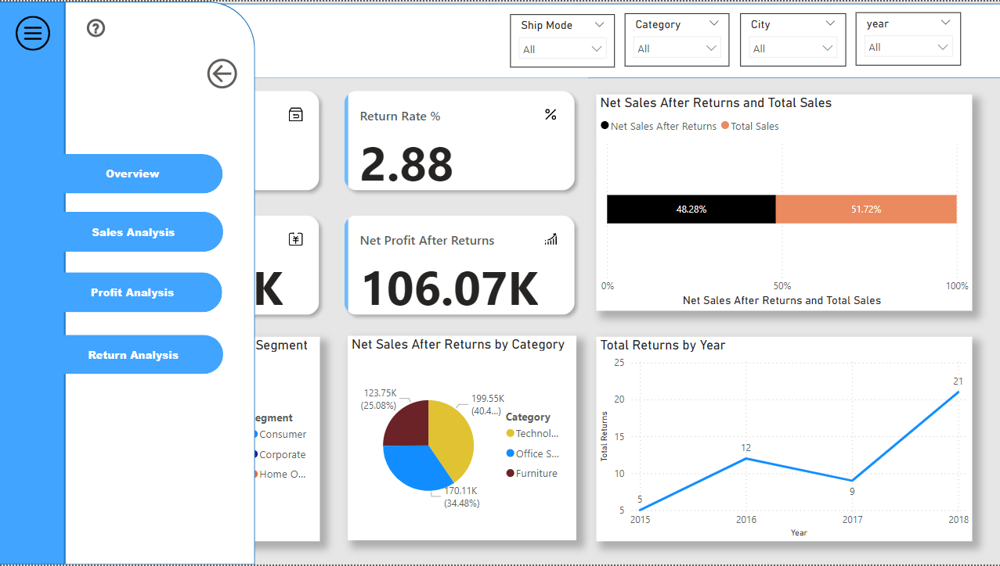 Ship Mode
All
Category
All
City
All
year
All
Overview
Sales Analysis
Profit Analysis
Return Analysis
Return Rate %
2.88
K
Net Profit After Returns
106.07K
Net Sales After Returns and Total Sales
Net Sales After Returns Total Sales
48.28% 51.72%
0% 50% 100%
Net Sales After Returns and Total Sales
Segment
egment
Consumer
Corporate
Home O...
Net Sales After Returns by Category
123.75K
(25.08%)
199.55K
(40.4...)
170.11K
(34.48%)
Category
Technol...
Office S...
Furniture
Total Returns by Year
Total Returns
25
20
15
10
5
5
12
9
21
2015 2016 2017 2018
Year